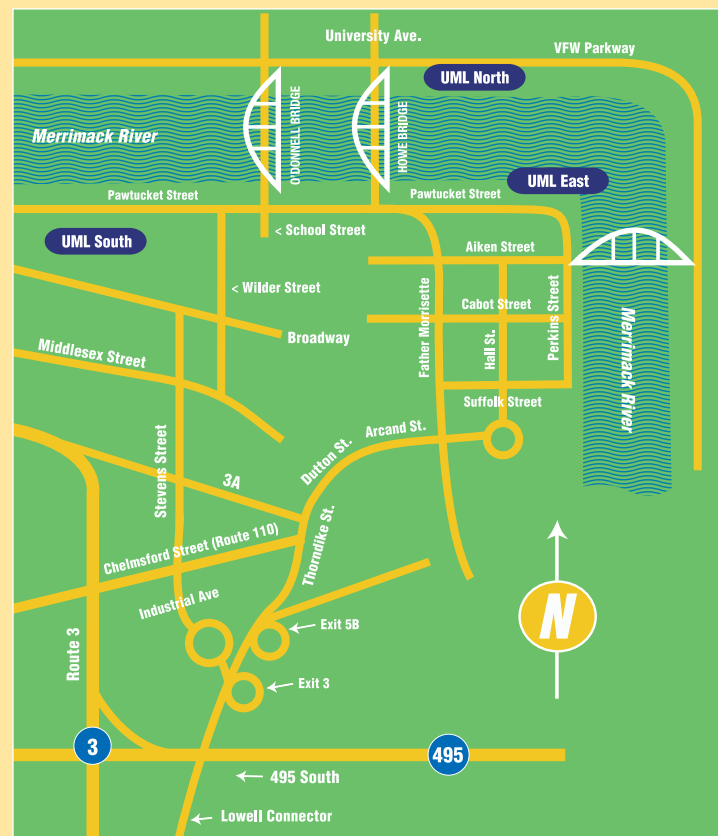 University Ave.
VFW Parkway
UML North
Merrimack River
O'DONNELL BRIDGE
HOWE BRIDGE
UML East
Pawtucket Street
Pawtucket Street
< School Street
UML South
Aiken Street
< Wilder Street
Cabot Street
Father Morrisette
Hall St.
Perkins Street
Merrimack River
Broadway
Middlesex Street
Suffolk Street
Arcand St.
Dutton St.
Stevens Street
3A
Thorndike St.
Chelmsford Street (Route 110)
Industrial Ave
N
Exit 5B
Route 3
Exit 3
3
495
495 South
Lowell Connector